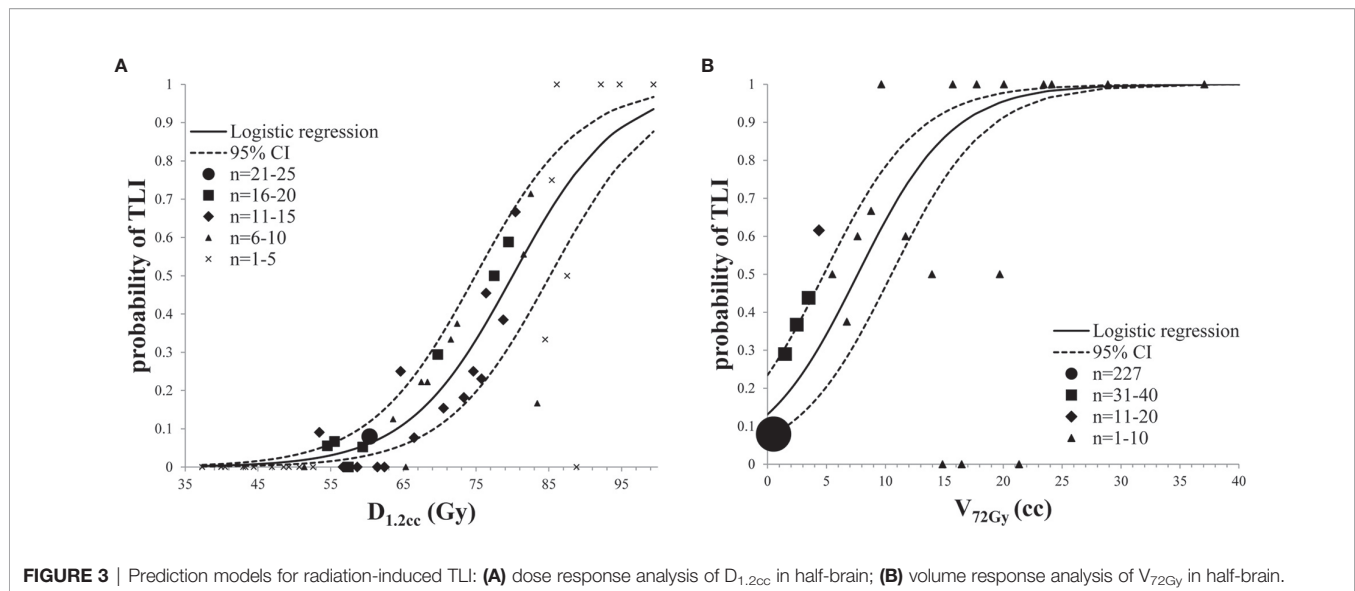 A
1
0.9
0.8
0.7
0.6
0.5
0.4
0.3
0.2
0.1
0
probability of TLI
Logistic regression
95% CI
n=21-25
n=16-20
n=11-15
n=6-10
n=1-5
35 45 55 65 75 85 95
D1.2cc (Gy)
B
1
0.9
0.8
0.7
0.6
0.5
0.4
0.3
0.2
0.1
0
probability of TLI
Logistic regression
95% CI
n=227
n=31-40
n=11-20
n=1-10
0 5 10 15 20 25 30 35 40
V72Gy (cc)
FIGURE 3 | Prediction models for radiation-induced TLI: (A) dose response analysis of D1.2cc in half-brain; (B) volume response analysis of V72Gy in half-brain.